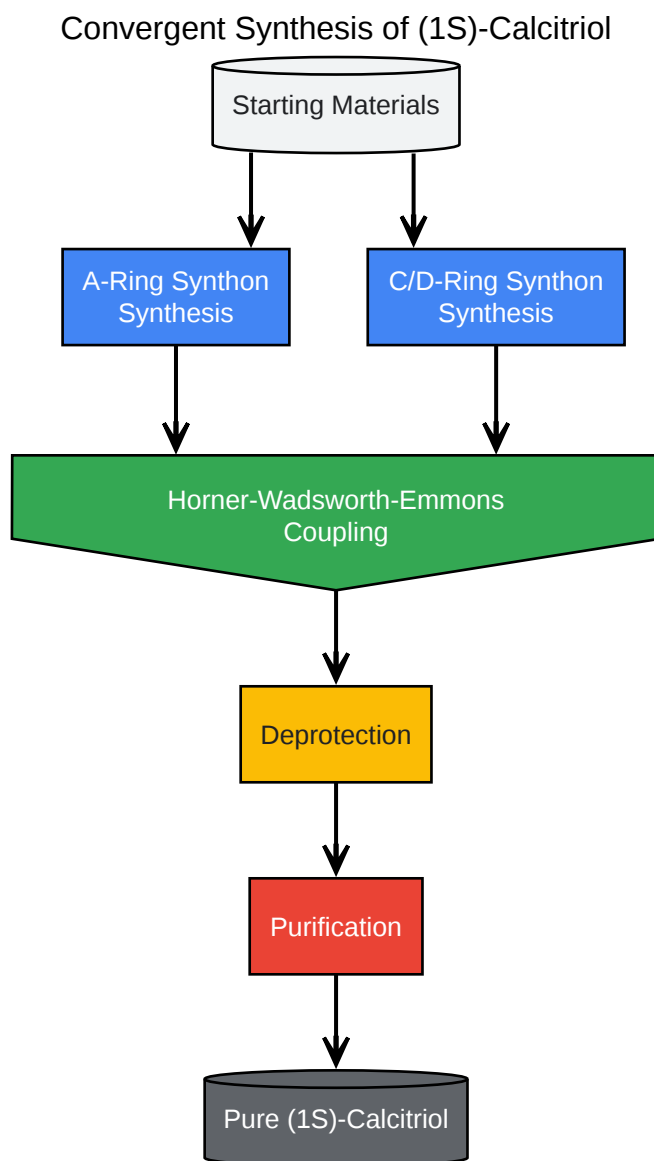 Convergent Synthesis of (1S)-Calcitriol
Starting Materials
A-Ring Synthon
Synthesis
C/D-Ring Synthon
Synthesis
Horner-Wadsworth-Emmons
Coupling
Deprotection
Purification
Pure (1S)-Calcitriol